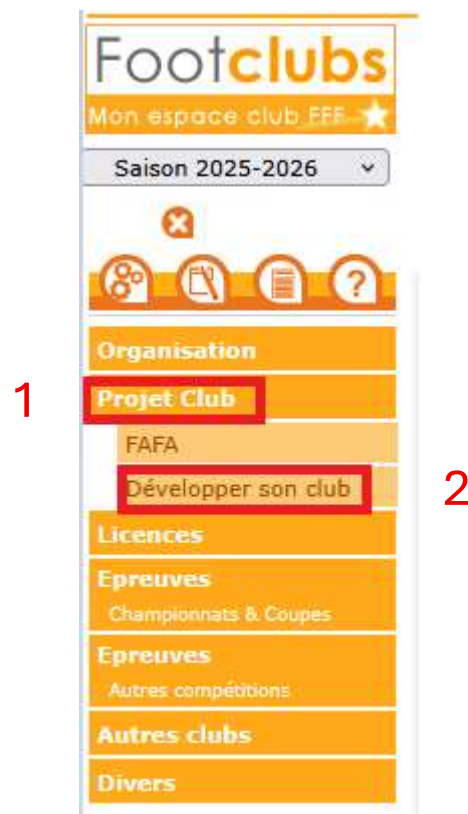 Footclubs
Mon espace club FFF
Saison 2025-2026
?
Organisation
1
Projet Club
FAFA
Développer son club
2
Licences
Epreuves
Championnats & Coupes
Epreuves
Autres compétitions
Autres clubs
Divers